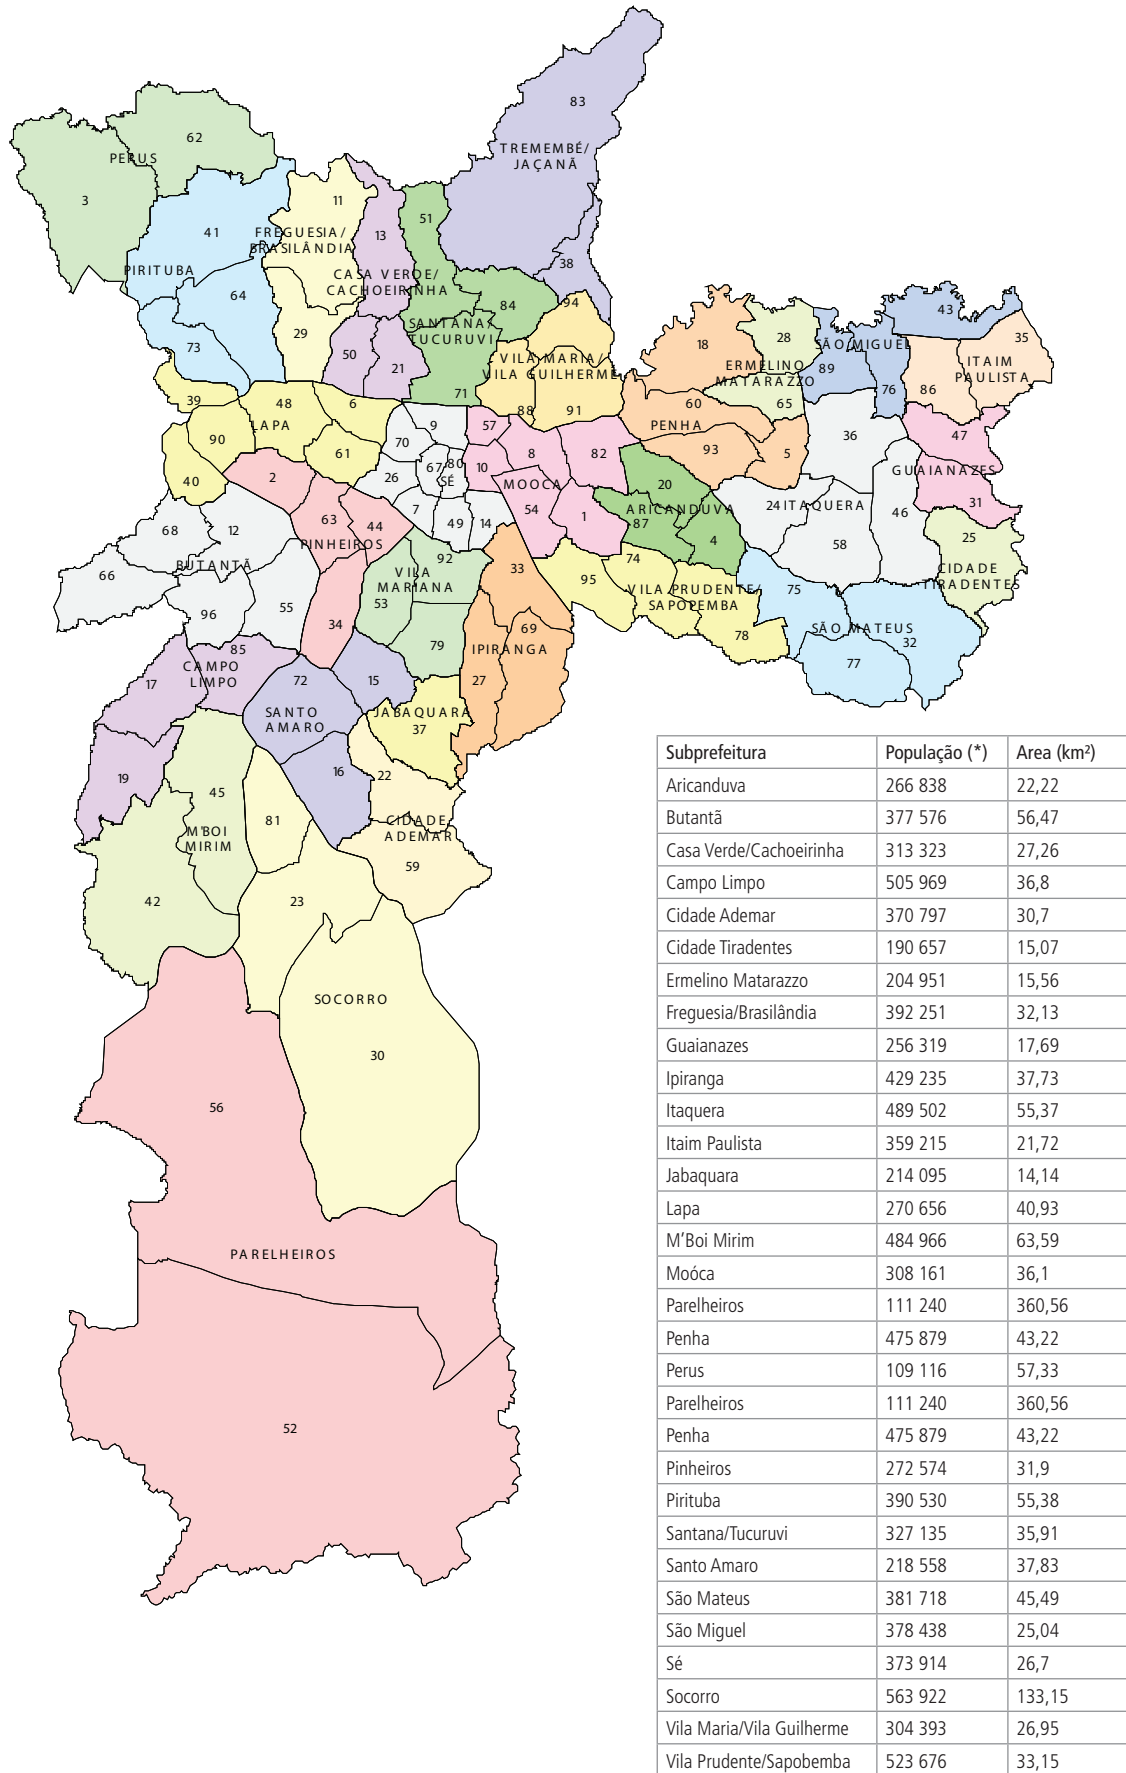 83
TREMEMBÉ/
JAÇANÃ
62
PERUS
3
11
51
13
41
FREGUESIA/
BRASILÂNDIA
38
PIRITUBA
CASA VERDE/
CACHOEIRINHA
64
84
94
43
SANTANA/
TUCURUVI
29
73
50
21
VILA MARIA/
VILA GUILHERME
18
28
SÃO MIGUEL
35
ERMELINO
MATARAZZO
89
ITAIM
PAULISTA
76
86
71
39
48
6
88
91
60
65
LAPA
9
57
PENHA
90
70
36
47
61
8
82
93
5
67
80
10
SÉ
GUAIANAZES
40
2
26
MOOCA
20
31
63
44
7
49
14
54
1
ARICANDUVA
87
24
ITAQUERA
46
68
12
4
58
25
PINHEIROS
92
BUTANTÃ
VILA
MARIANA
33
74
CIDADE
TIRADENTES
66
95
VILA PRUDENTE/
SAPOPEMBA
75
55
53
96
34
69
78
SÃO MATEUS
85
79
IPIRANGA
32
CAMPO
LIMPO
77
17
72
15
27
SANTO
AMARO
JABAQUARA
37
19
16
22
45
81
CIDADE
ADEMAR
M'BOI
MIRIM
59
42
23
SOCORRO
30
56
PARELHEIROS
52
Subprefeitura População (*) Area (km²)
Aricanduva 266 838 22,22
Butantã 377 576 56,47
Casa Verde/Cachoeirinha 313 323 27,26
Campo Limpo 505 969 36,8
Cidade Ademar 370 797 30,7
Cidade Tiradentes 190 657 15,07
Ermelino Matarazzo 204 951 15,56
Freguesia/Brasilândia 392 251 32,13
Guaianazes 256 319 17,69
Ipiranga 429 235 37,73
Itaquera 489 502 55,37
Itaim Paulista 359 215 21,72
Jabaquara 214 095 14,14
Lapa 270 656 40,93
M’Boi Mirim 484 966 63,59
Moóca 308 161 36,1
Parelheiros 111 240 360,56
Penha 475 879 43,22
Perus 109 116 57,33
Parelheiros 111 240 360,56
Penha 475 879 43,22
Pinheiros 272 574 31,9
Pirituba 390 530 55,38
Santana/Tucuruvi 327 135 35,91
Santo Amaro 218 558 37,83
São Mateus 381 718 45,49
São Miguel 378 438 25,04
Sé 373 914 26,7
Socorro 563 922 133,15
Vila Maria/Vila Guilherme 304 393 26,95
Vila Prudente/Sapobemba 523 676 33,15